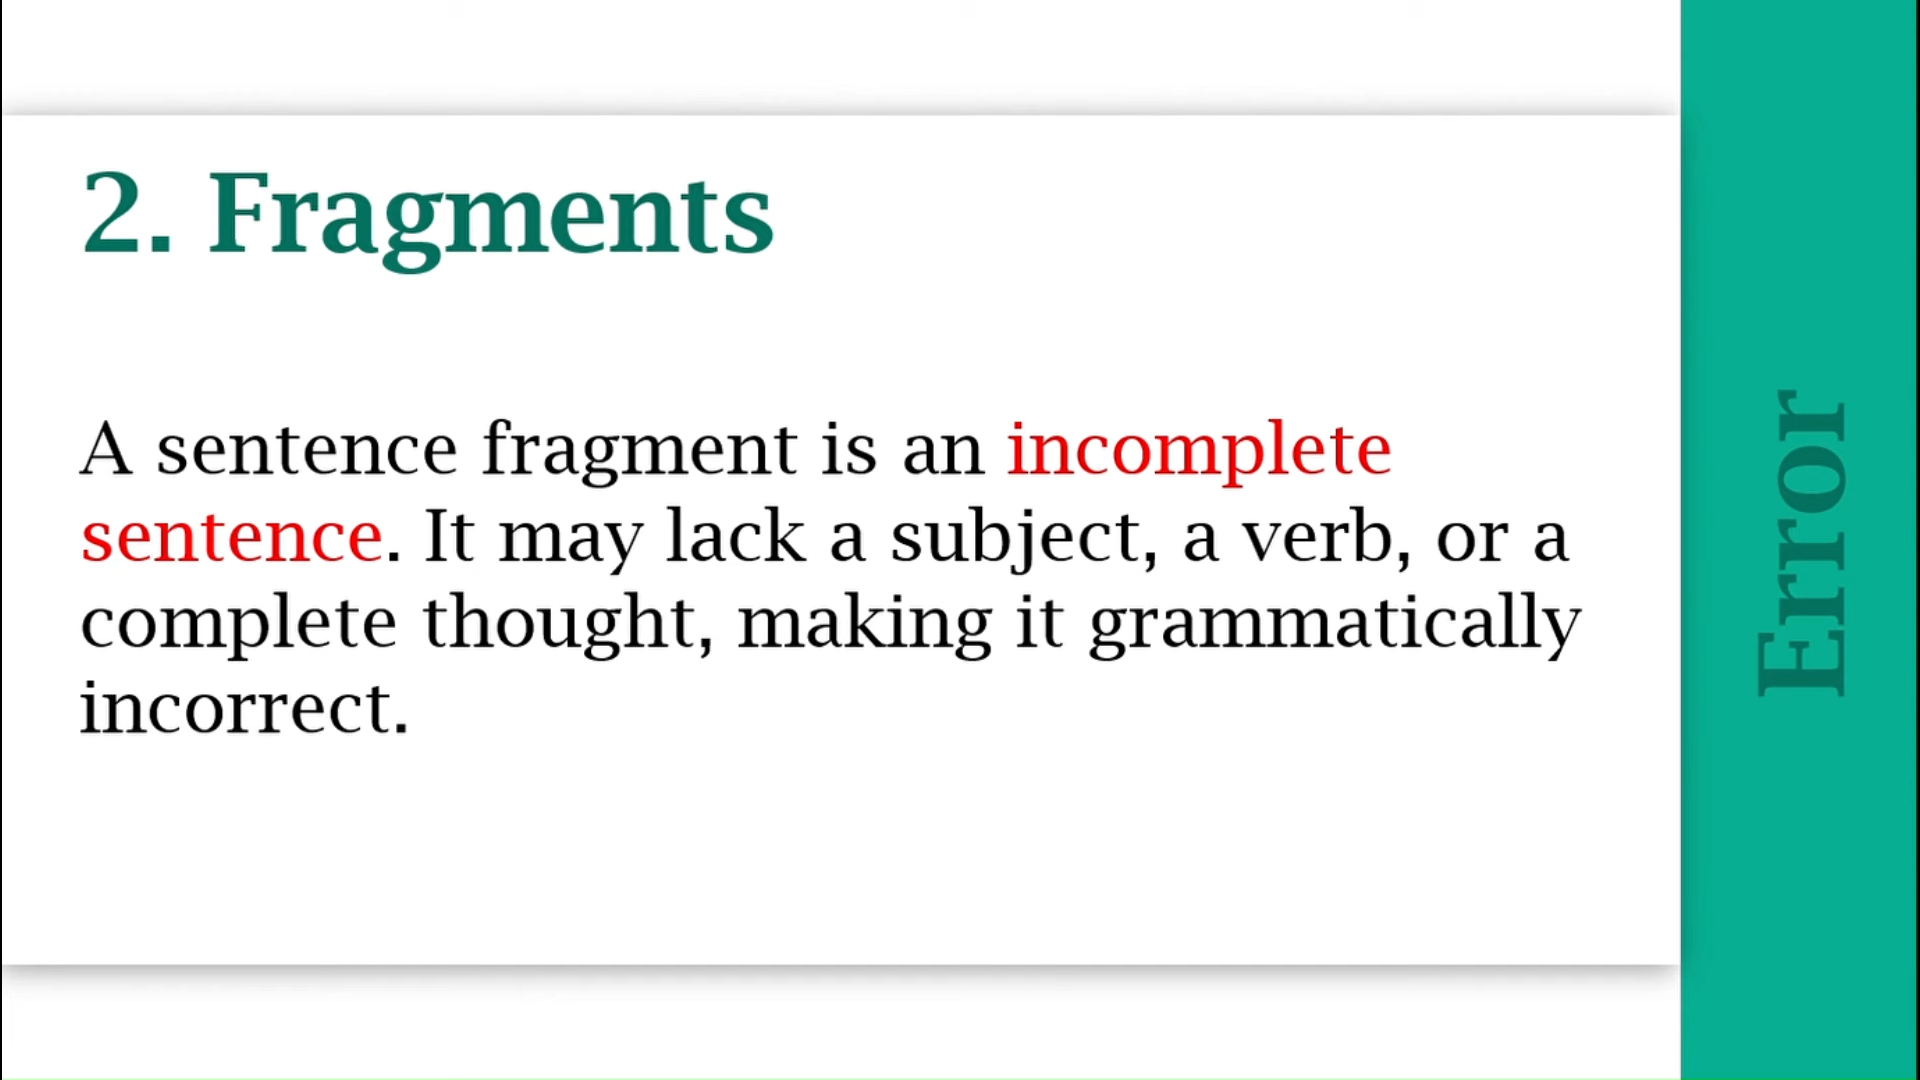 2. Fragments
A sentence fragment is an incomplete
sentence. It may lack a subject, a verb, or a
complete thought, making it grammatically
incorrect.
Error